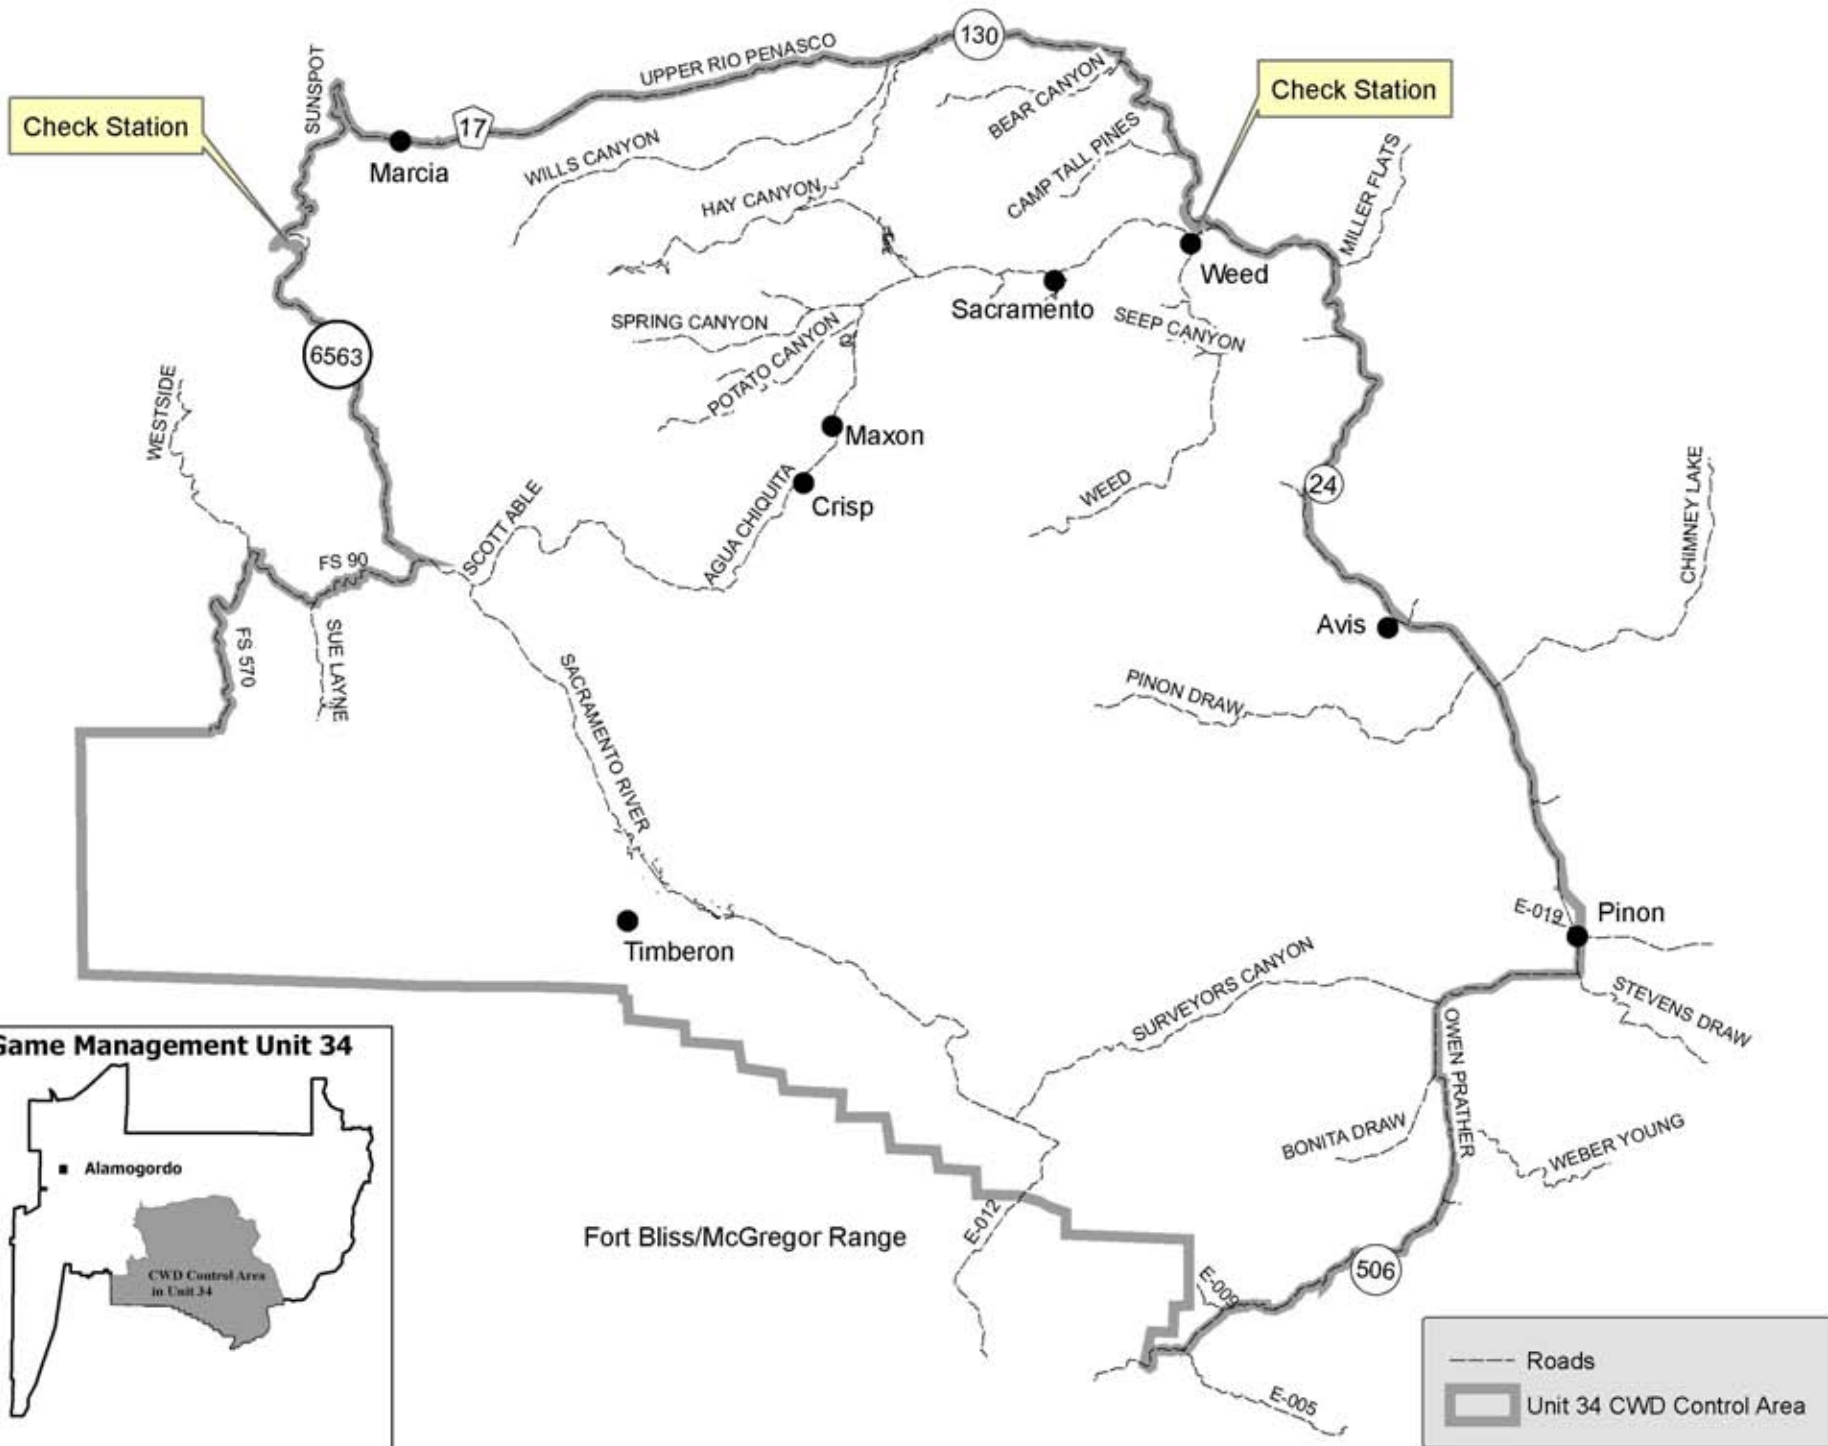 130
UPPER RIO PENASCO
SUNSPOT
Check Station
Check Station
17
Marcia
BEAR CANYON
CAMP TALL PINES
MILLER FLATS
WILLS CANYON
HAY CANYON
Weed
Sacramento
SEEP CANYON
SPRING CANYON
POTATO CANYON
6563
WESTSIDE
Maxon
Crisp
AGUA CHIQUITA
WEED
24
CHIMNEY LAKE
SCOTT ABLE
FS 90
FS 570
SUE LAYNE
Avis
PINON DRAW
SACRAMENTO RIVER
E-019
Pinon
Timberon
SURVEYORS CANYON
STEVENS DRAW
OWEN PRATHER
BONITA DRAW
WEBER YOUNG
E-012
Fort Bliss/McGregor Range
E-009
506
E-005
Game Management Unit 34
Alamogordo
CWD Control Area
in Unit 34
Roads
Unit 34 CWD Control Area